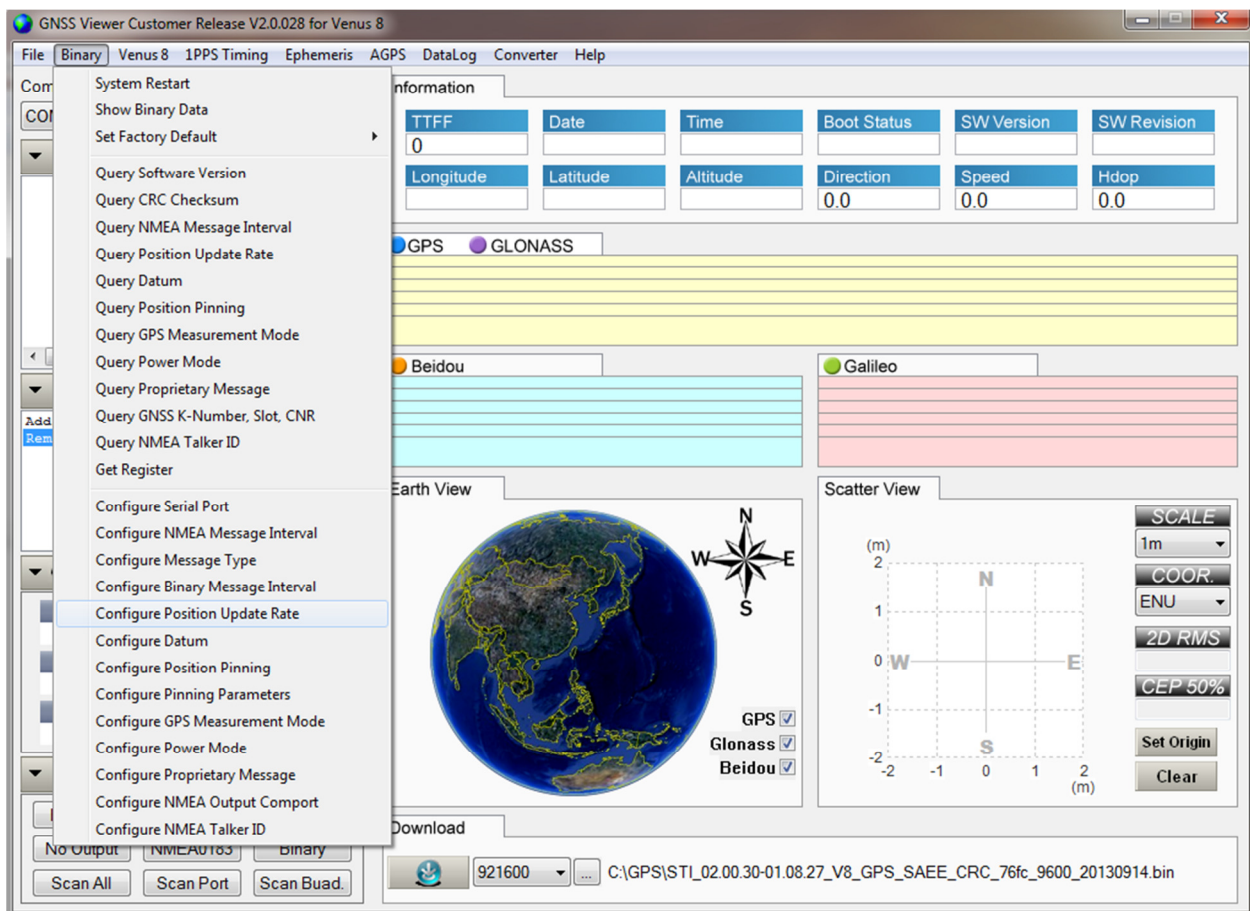 GNSS Viewer Customer Release V2.0.028 for Venus 8
File Binary Venus 8 1PPS Timing Ephemeris AGPS DataLog Converter Help
System Restart
Show Binary Data
Set Factory Default
Query Software Version
Query CRC Checksum
Query NMEA Message Interval
Query Position Update Rate
Query Datum
Query Position Pinning
Query GPS Measurement Mode
Query Power Mode
Query Proprietary Message
Query GNSS K-Number, Slot, CNR
Query NMEA Talker ID
Get Register
Configure Serial Port
Configure NMEA Message Interval
Configure Message Type
Configure Binary Message Interval
Configure Position Update Rate
Configure Datum
Configure Position Pinning
Configure Pinning Parameters
Configure GPS Measurement Mode
Configure Power Mode
Configure Proprietary Message
Configure NMEA Output Comport
Configure NMEA Talker ID
No Output NMEA0183 Binary
Scan All Scan Port Scan Buad.
nformation
TTFF Date Time Boot Status SW Version SW Revision
0
Longitude Latitude Altitude Direction Speed Hdop
0.0 0.0 0.0
GPS GLONASS
Beidou Galileo
Earth View
N
W E
S
GPS
Glonass
Beidou
Scatter View
(m)
2
1
0
-1
-2
N
W E
S
-2 -1 0 1 2
(m)
SCALE
1m
COOR.
ENU
2D RMS
CEP 50%
Set Origin
Clear
Download
921600 ... C:\GPS\STI_02.00.30-01.08.27_V8_GPS_SAEE_CRC_76fc_9600_20130914.bin